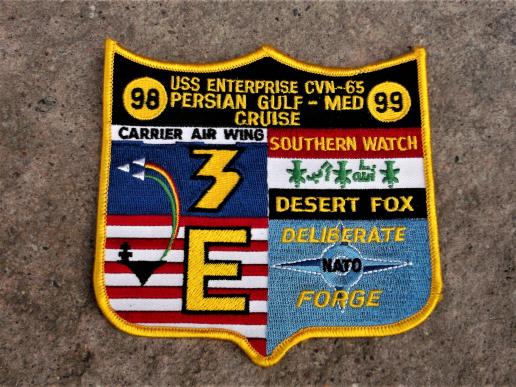 98
USS ENTERPRISE CVN-65
PERSIAN GULF - MED
CRUISE
99
CARRIER AIR WING
3
E
SOUTHERN WATCH
DESERT FOX
DELIBERATE
NATO
FORGE